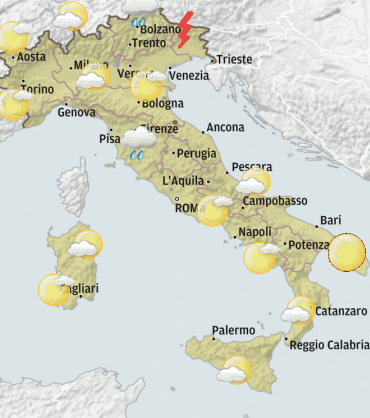 Bolzano
Trento
Aosta
Trieste
Milano
Verona
Venezia
Torino
Bologna
Genova
Firenze
Ancona
Pisa
Perugia
Pescara
L'Aquila
ROMA
Campobasso
Bari
Napoli
Potenza
Cagliari
Catanzaro
Palermo
Reggio Calabria